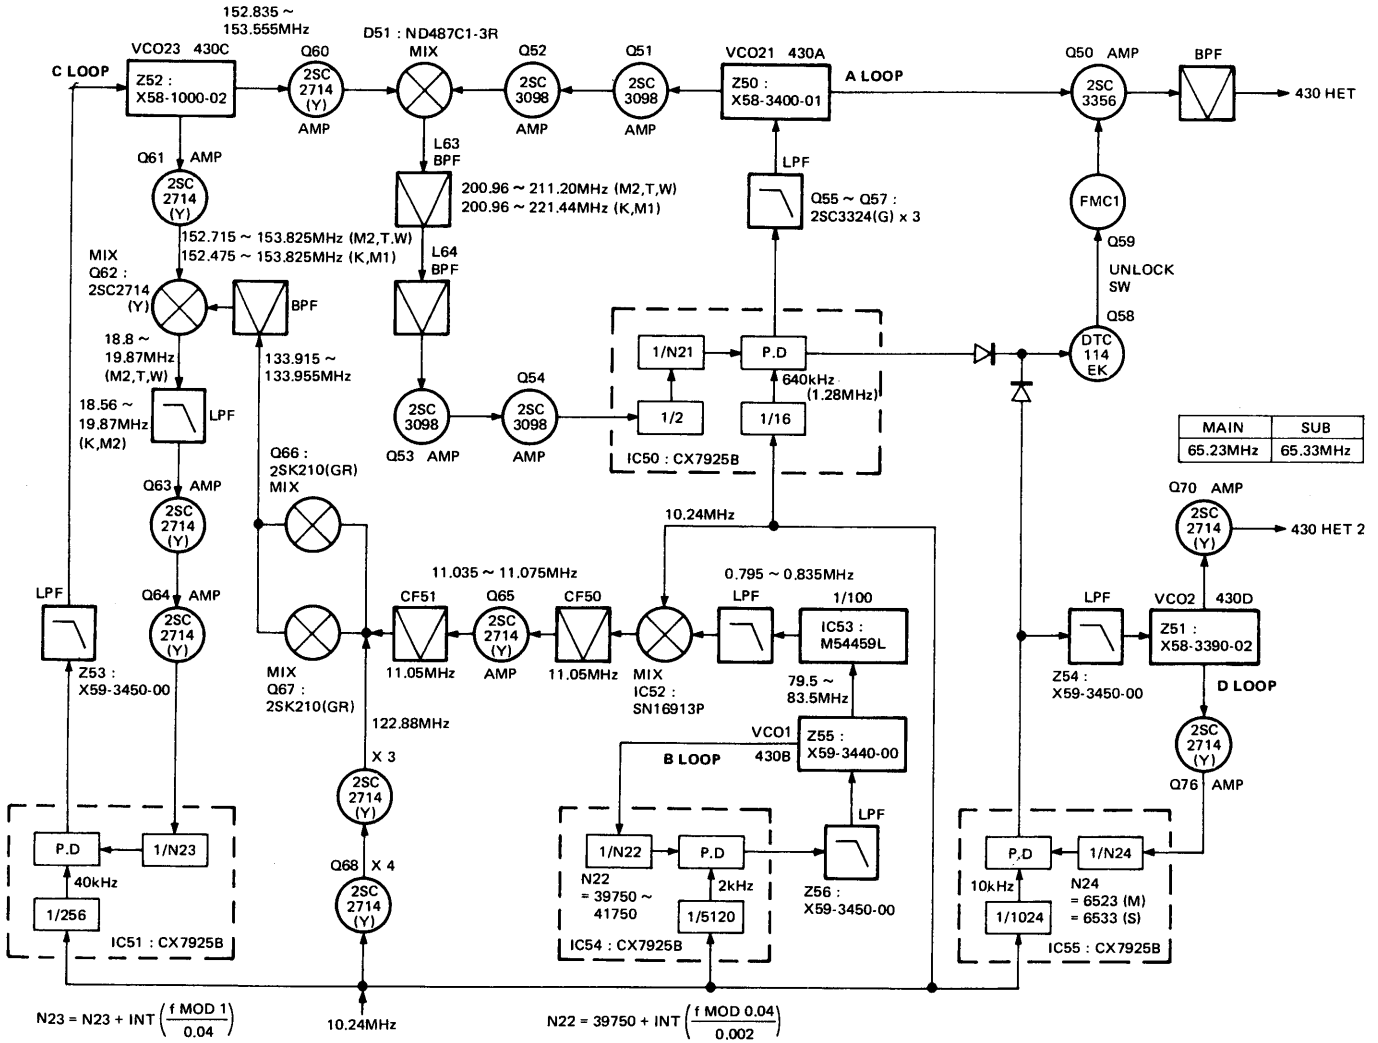 152.835 ~
153.555MHz
D51 : ND487C1-3R
MIX
VCO23 430C
Q60
Q52
Q51
VCO21 430A
Q50 AMP
BPF
C LOOP
Z52 :
X58-1000-02
2SC
2714
(Y)
2SC
3098
2SC
3098
Z50 :
X58-3400-01
A LOOP
2SC
3356
430 HET
AMP
AMP
AMP
Q61 AMP
L63
BPF
LPF
2SC
2714
(Y)
200.96 ~ 211.20MHz (M2,T,W)
200.96 ~ 221.44MHz (K,M1)
Q55 ~ Q57 :
2SC3324(G) x 3
FMC1
Q59
152.715 ~ 153.825MHz (M2,T.W)
152.475 ~ 153.825MHz (K,M1)
L64
BPF
MIX
Q62 :
2SC2714
(Y)
BPF
UNLOCK
SW
Q58
18.8 ~
19.87MHz
(M2,T,W)
133.915 ~
133.955MHz
1/N21
P.D
DTC
114
EK
640kHz
(1.28MHz)
18.56 ~
19.87MHz
(K,M2)
LPF
Q54
2SC
3098
2SC
3098
1/2
1/16
Q53 AMP
AMP
IC50 : CX7925B
MAIN SUB
65.23MHz 65.33MHz
Q66 :
2SK210(GR)
MIX
Q63 AMP
2SC
2714
(Y)
Q70 AMP
2SC
2714
(Y)
430 HET 2
10.24MHz
11.035 ~ 11.075MHz
0.795 ~ 0.835MHz
LPF
Q64 AMP
2SC
2714
(Y)
CF51
Q65
2SC
2714
(Y)
AMP
CF50
LPF
1/100
IC53 :
M54459L
LPF
VCO2 430D
Z51 :
X58-3390-02
Z53 :
X59-3450-00
MIX
Q67 :
2SK210(GR)
11.05MHz
11.05MHz
MIX
IC52 :
SN16913P
79.5 ~
83.5MHz
Z54 :
X59-3450-00
D LOOP
122.88MHz
VCO1
430B
Z55 :
X59-3440-00
B LOOP
2SC
2714
(Y)
Q76 AMP
X 3
2SC
2714
(Y)
LPF
P.D
1/N23
40kHz
1/256
IC51 : CX7925B
Q68 X 4
2SC
2714
(Y)
1/N22
P.D
N22
= 39750 ~
41750
2kHz
1/5120
IC54 : CX7925B
Z56 :
X59-3450-00
P.D
1/N24
10kHz
N24
= 6523 (M)
= 6533 (S)
1/1024
IC55 : CX7925B
N23 = N23 + INT (f MOD 1 / 0.04)
10.24MHz
N22 = 39750 + INT (f MOD 0.04 / 0.002)